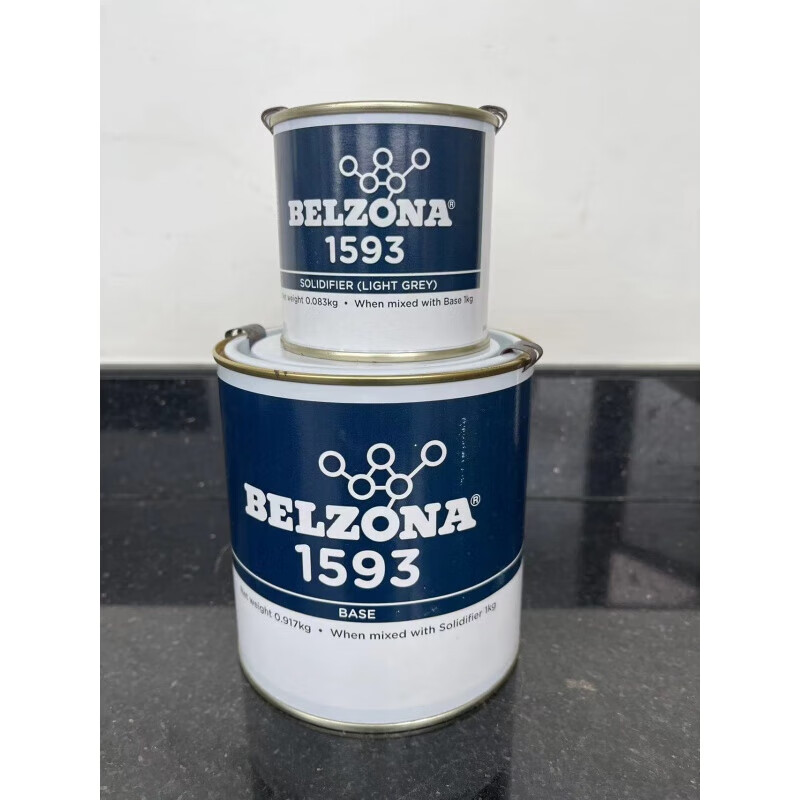 BELZONA®
1593
SOLIDIFIER (LIGHT GREY)
weight 0.083kg • When mixed with Base 1kg
BELZONA®
1593
BASE
Net weight 0.917kg • When mixed with Solidifier 1kg